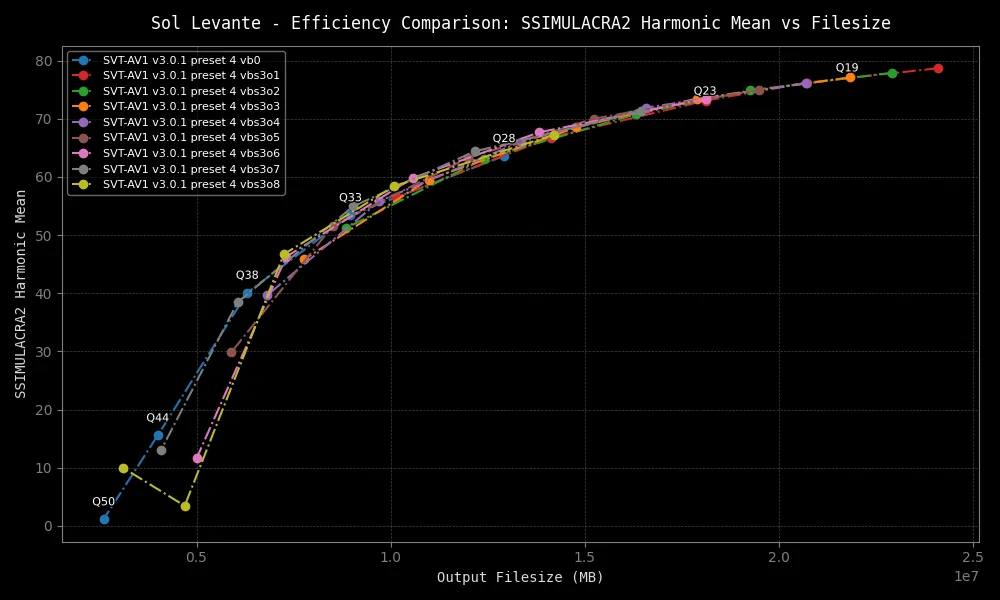 Sol Levante - Efficiency Comparison: SSIMULACRA2 Harmonic Mean vs Filesize
SVT-AV1 v3.0.1 preset 4 vb0
SVT-AV1 v3.0.1 preset 4 vbs3o1
SVT-AV1 v3.0.1 preset 4 vbs3o2
SVT-AV1 v3.0.1 preset 4 vbs3o3
SVT-AV1 v3.0.1 preset 4 vbs3o4
SVT-AV1 v3.0.1 preset 4 vbs3o5
SVT-AV1 v3.0.1 preset 4 vbs3o6
SVT-AV1 v3.0.1 preset 4 vbs3o7
SVT-AV1 v3.0.1 preset 4 vbs3o8
SSIMULACRA2 Harmonic Mean
80
70
60
50
40
30
20
10
0
Q19
Q23
Q28
Q33
Q38
Q44
Q50
0.5 1.0 1.5 2.0 2.5
1e7
Output Filesize (MB)